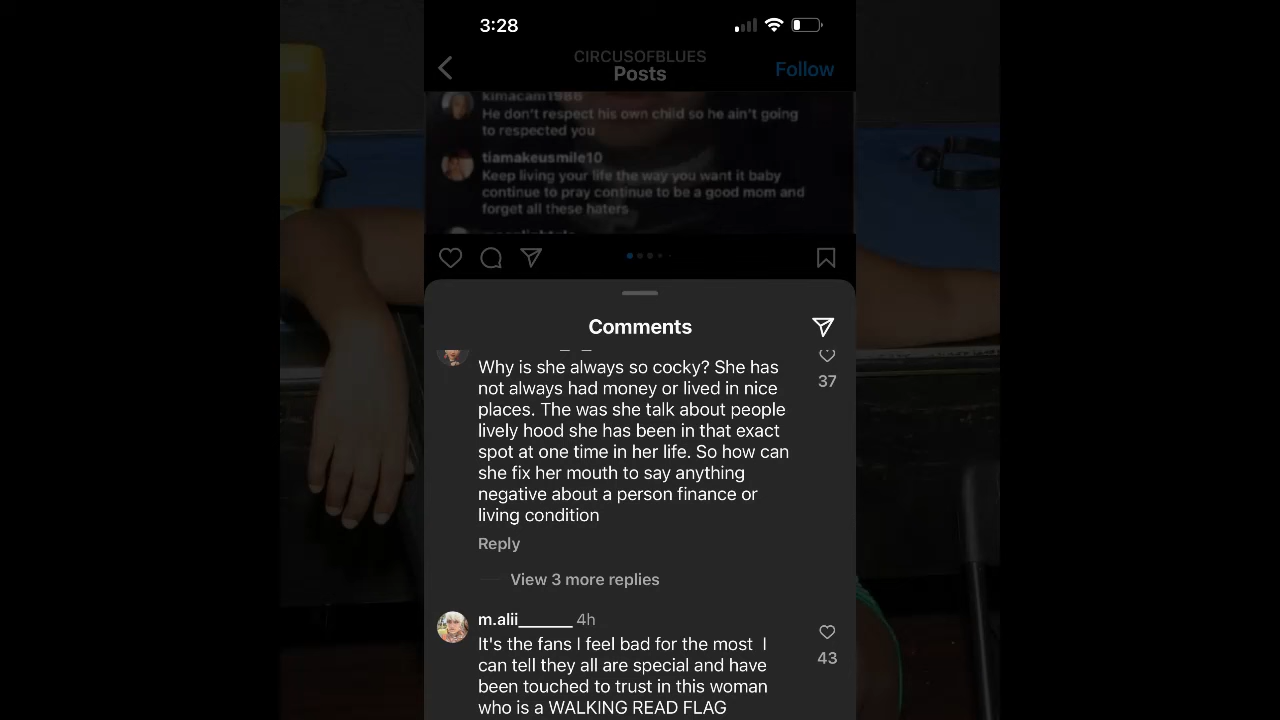 3:28
CIRCUSOFBLUES
Posts
Follow
kimacam1986
He don't respect his own child so he ain't going
to respected you
tiamakeusmile10
Keep living your life the way you want it baby
continue to pray continue to be a good mom and
forget all these haters
Comments
Why is she always so cocky? She has
not always had money or lived in nice
places. The was she talk about people
lively hood she has been in that exact
spot at one time in her life. So how can
she fix her mouth to say anything
negative about a person finance or
living condition
37
Reply
View 3 more replies
m.alii______ 4h
It's the fans I feel bad for the most I
can tell they all are special and have
been touched to trust in this woman
who is a WALKING READ FLAG
43